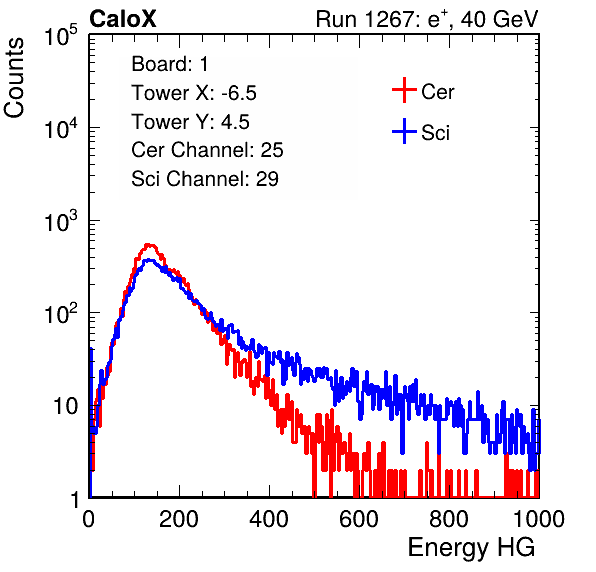 CaloX
Run 1267: e⁺, 40 GeV
Counts
10⁵
10⁴
10³
10²
10
1
Board: 1
Tower X: -6.5
Tower Y: 4.5
Cer Channel: 25
Sci Channel: 29
Cer
Sci
0 200 400 600 800 1000
Energy HG